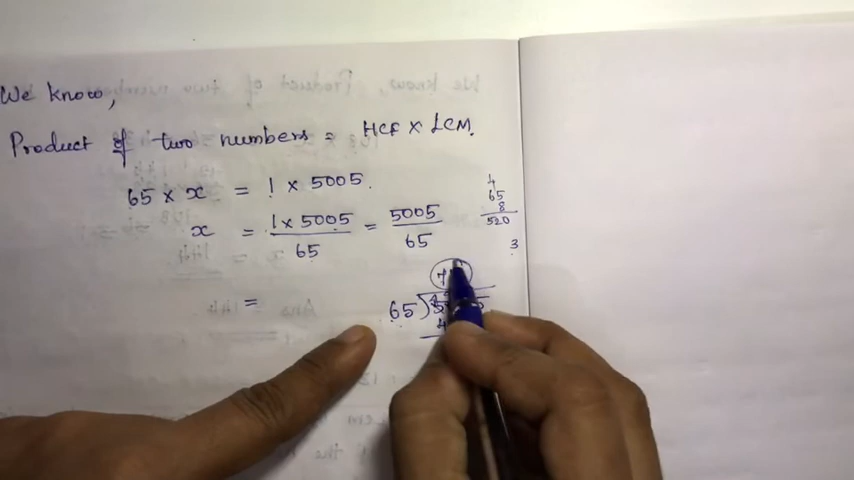 We know,
Product of two numbers = HCF X LCM.
65 × x = 1 × 5005.
x = 1 × 5005 / 65 = 5005 / 65
4
65
8
520
3
=
65)